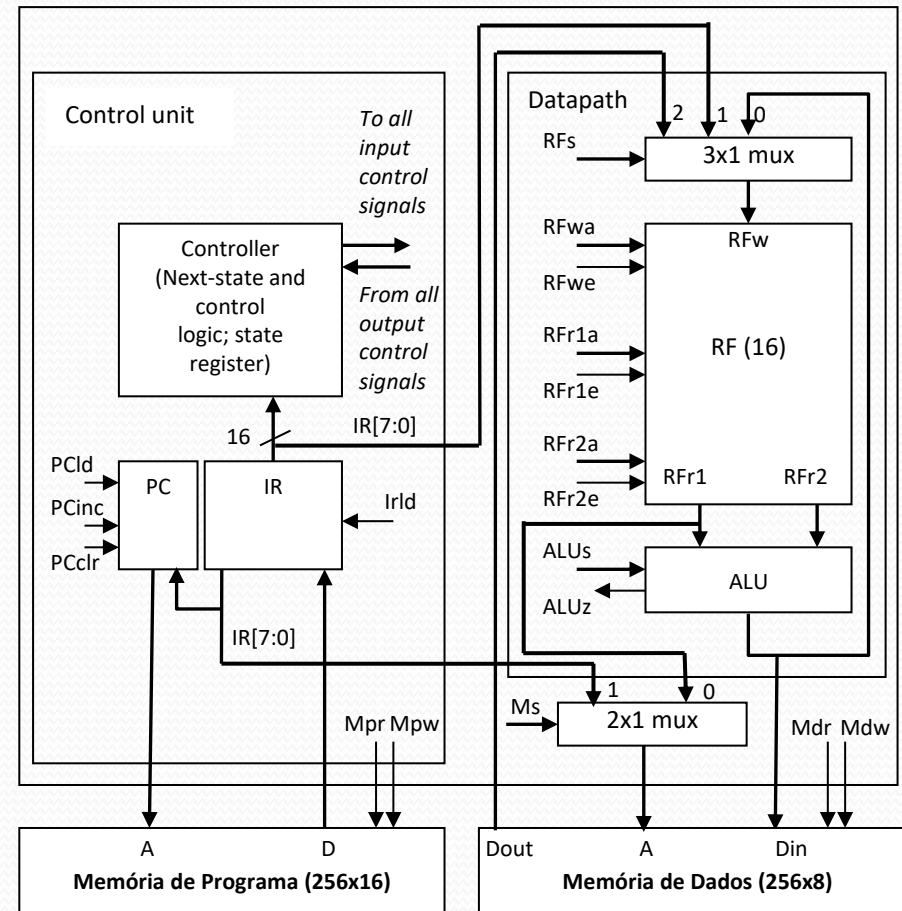 Control unit
To all
input
control
signals
Controller
(Next-state and
control
logic; state
register)
From all
output
control
signals
16
IR[7:0]
PCld
PCinc
PCclr
PC
IR
Irld
IR[7:0]
Mpr Mpw
A
D
Memória de Programa (256x16)
Datapath
2
1
0
RFs
3x1 mux
RFwa
RFwe
RFw
RFr1a
RFr1e
RF (16)
RFr2a
RFr2e
RFr1
RFr2
ALUs
ALUz
ALU
1
0
Ms
2x1 mux
Mdr Mdw
Dout
A
Din
Memória de Dados (256x8)